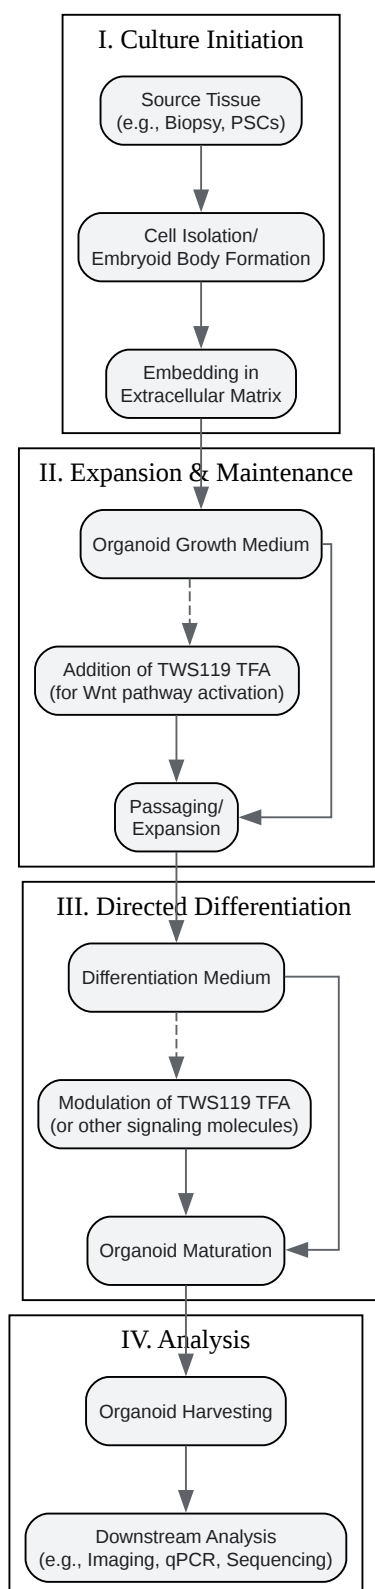 I. Culture Initiation
Source Tissue
(e.g., Biopsy, PSCs)
Cell Isolation/
Embryoid Body Formation
Embedding in
Extracellular Matrix
II. Expansion & Maintenance
Organoid Growth Medium
Addition of TWS119 TFA
(for Wnt pathway activation)
Passaging/
Expansion
III. Directed Differentiation
Differentiation Medium
Modulation of TWS119 TFA
(or other signaling molecules)
Organoid Maturation
IV. Analysis
Organoid Harvesting
Downstream Analysis
(e.g., Imaging, qPCR, Sequencing)